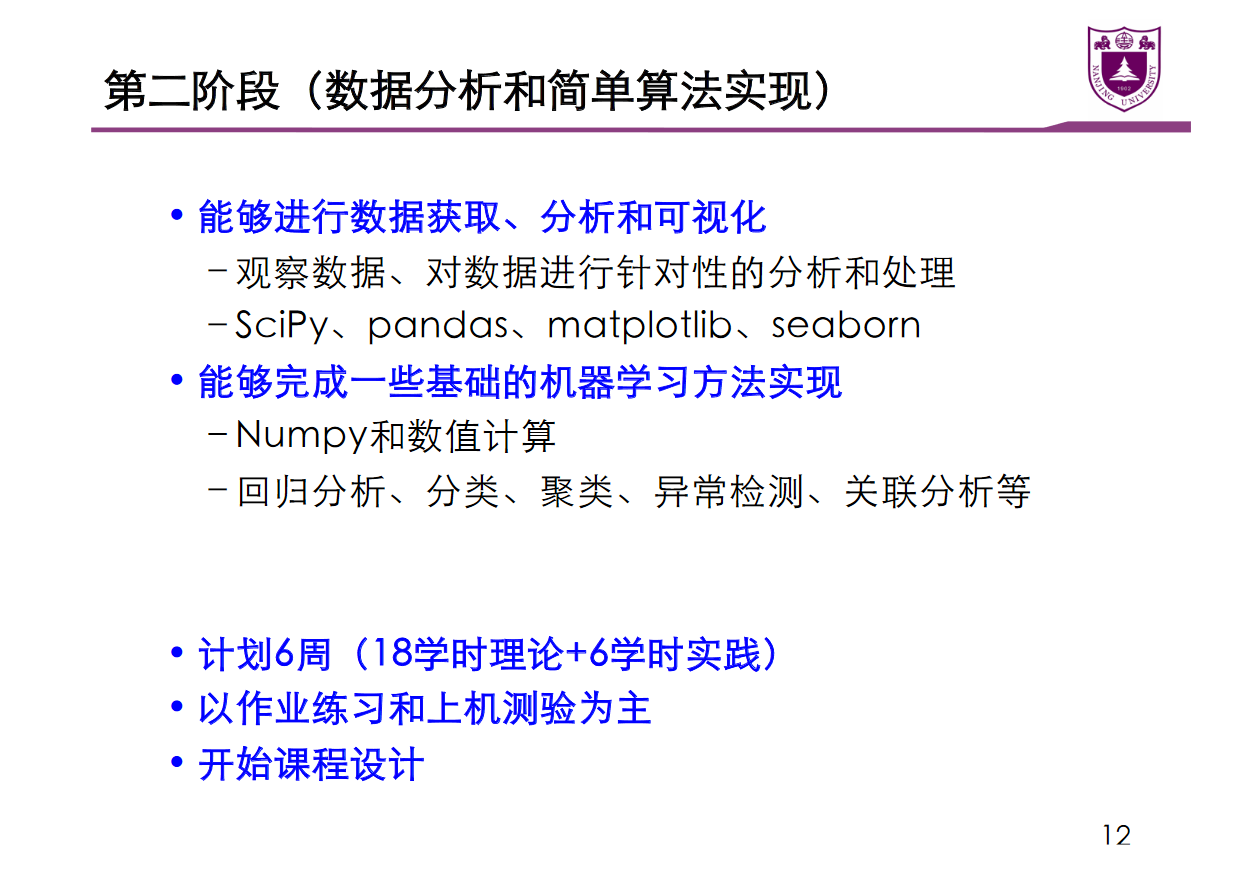 第二阶段（数据分析和简单算法实现）
NANJING UNIVERSITY
1902
• 能够进行数据获取、分析和可视化
– 观察数据、对数据进行针对性的分析和处理
– SciPy、pandas、matplotlib、seaborn
• 能够完成一些基础的机器学习方法实现
– Numpy和数值计算
– 回归分析、分类、聚类、异常检测、关联分析等
• 计划6周（18学时理论+6学时实践）
• 以作业练习和上机测验为主
• 开始课程设计
12